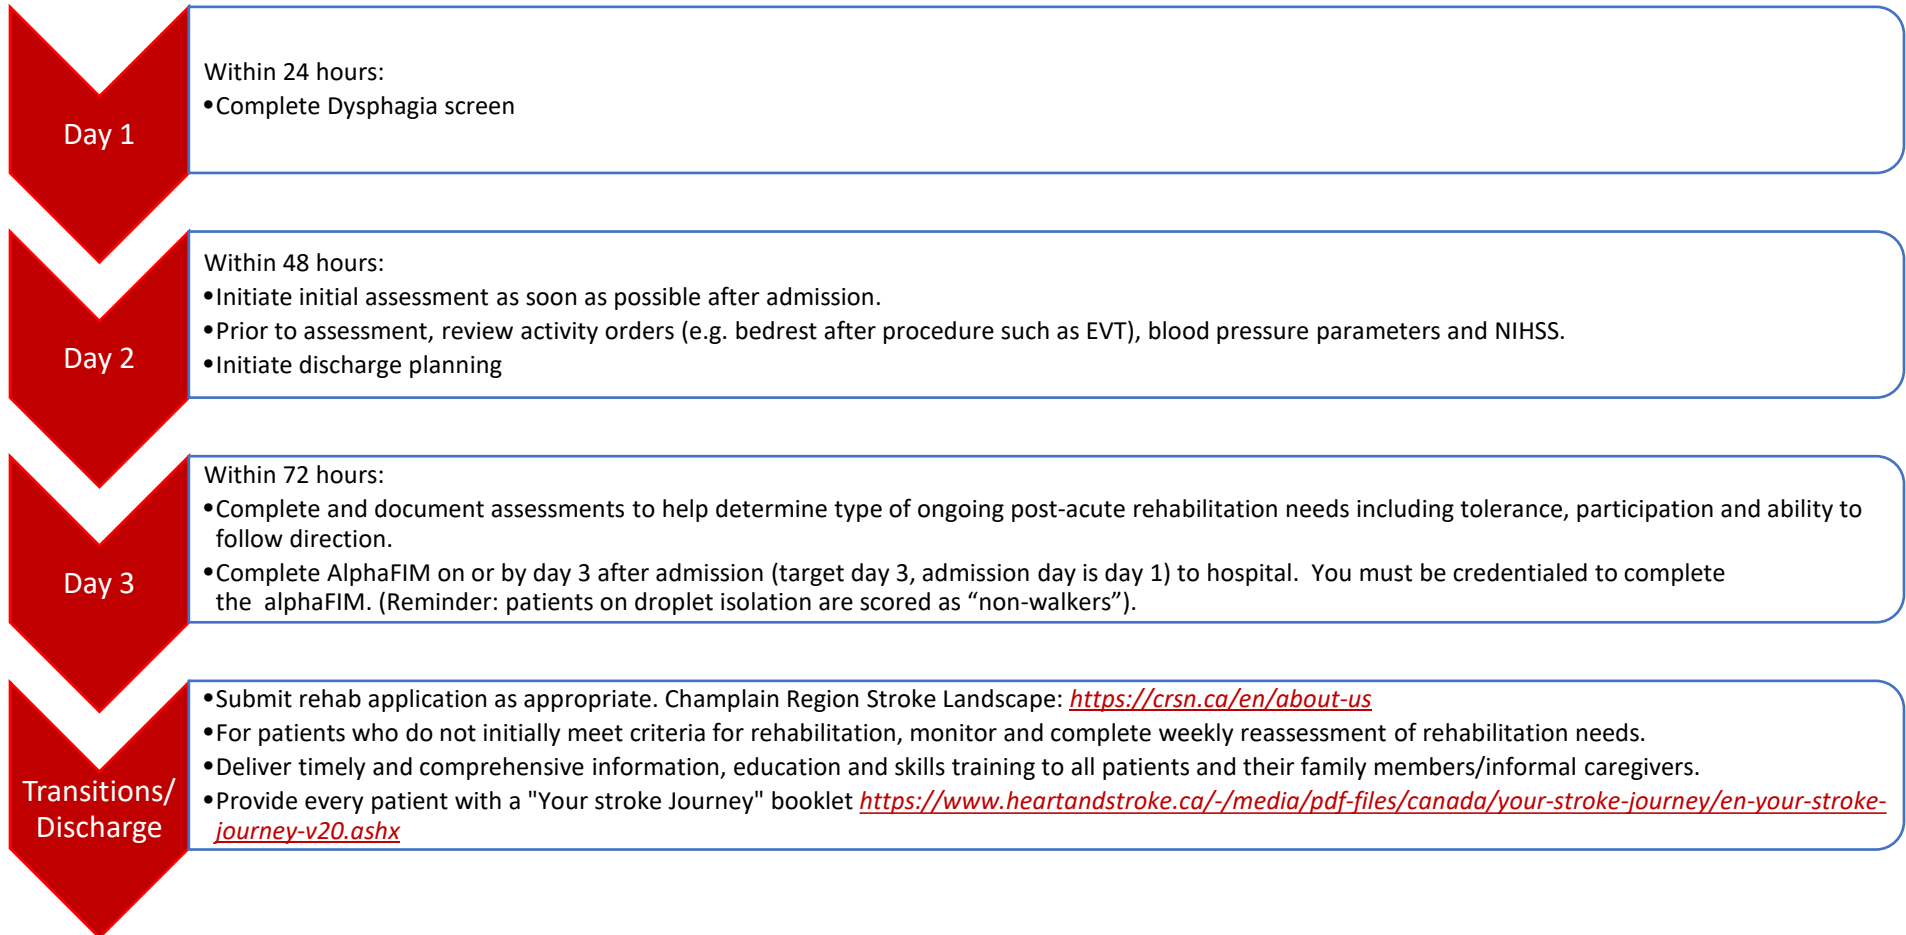 Day 1
Within 24 hours:
•Complete Dysphagia screen
Day 2
Within 48 hours:
•Initiate initial assessment as soon as possible after admission.
•Prior to assessment, review activity orders (e.g. bedrest after procedure such as EVT), blood pressure parameters and NIHSS.
•Initiate discharge planning
Day 3
Within 72 hours:
•Complete and document assessments to help determine type of ongoing post-acute rehabilitation needs including tolerance, participation and ability to
follow direction.
•Complete AlphaFIM on or by day 3 after admission (target day 3, admission day is day 1) to hospital.  You must be credentialed to complete
the  alphaFIM. (Reminder: patients on droplet isolation are scored as “non-walkers”).
Transitions/
Discharge
•Submit rehab application as appropriate. Champlain Region Stroke Landscape: https://crsn.ca/en/about-us
•For patients who do not initially meet criteria for rehabilitation, monitor and complete weekly reassessment of rehabilitation needs.
•Deliver timely and comprehensive information, education and skills training to all patients and their family members/informal caregivers.
•Provide every patient with a "Your stroke Journey" booklet https://www.heartandstroke.ca/-/media/pdf-files/canada/your-stroke-journey/en-your-stroke-
journey-v20.ashx